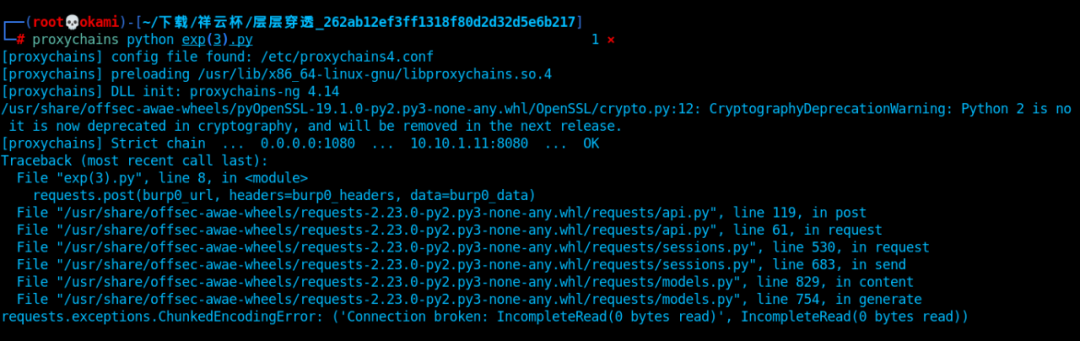 (root💀okami)-[~/下载/祥云杯/层层穿透_262ab12ef3ff1318f80d2d32d5e6b217]
# proxychains python exp(3).py 1 ×
[proxychains] config file found: /etc/proxychains4.conf
[proxychains] preloading /usr/lib/x86_64-linux-gnu/libproxychains.so.4
[proxychains] DLL init: proxychains-ng 4.14
/usr/share/offsec-awae-wheels/pyOpenSSL-19.1.0-py2.py3-none-any.whl/OpenSSL/crypto.py:12: CryptographyDeprecationWarning: Python 2 is no
it is now deprecated in cryptography, and will be removed in the next release.
[proxychains] Strict chain ... 0.0.0.0:1080 ... 10.10.1.11:8080 ... OK
Traceback (most recent call last):
File "exp(3).py", line 8, in <module>
requests.post(burp0_url, headers=burp0_headers, data=burp0_data)
File "/usr/share/offsec-awae-wheels/requests-2.23.0-py2.py3-none-any.whl/requests/api.py", line 119, in post
File "/usr/share/offsec-awae-wheels/requests-2.23.0-py2.py3-none-any.whl/requests/api.py", line 61, in request
File "/usr/share/offsec-awae-wheels/requests-2.23.0-py2.py3-none-any.whl/requests/sessions.py", line 530, in request
File "/usr/share/offsec-awae-wheels/requests-2.23.0-py2.py3-none-any.whl/requests/sessions.py", line 683, in send
File "/usr/share/offsec-awae-wheels/requests-2.23.0-py2.py3-none-any.whl/requests/models.py", line 829, in content
File "/usr/share/offsec-awae-wheels/requests-2.23.0-py2.py3-none-any.whl/requests/models.py", line 754, in generate
requests.exceptions.ChunkedEncodingError: ('Connection broken: IncompleteRead(0 bytes read)', IncompleteRead(0 bytes read))